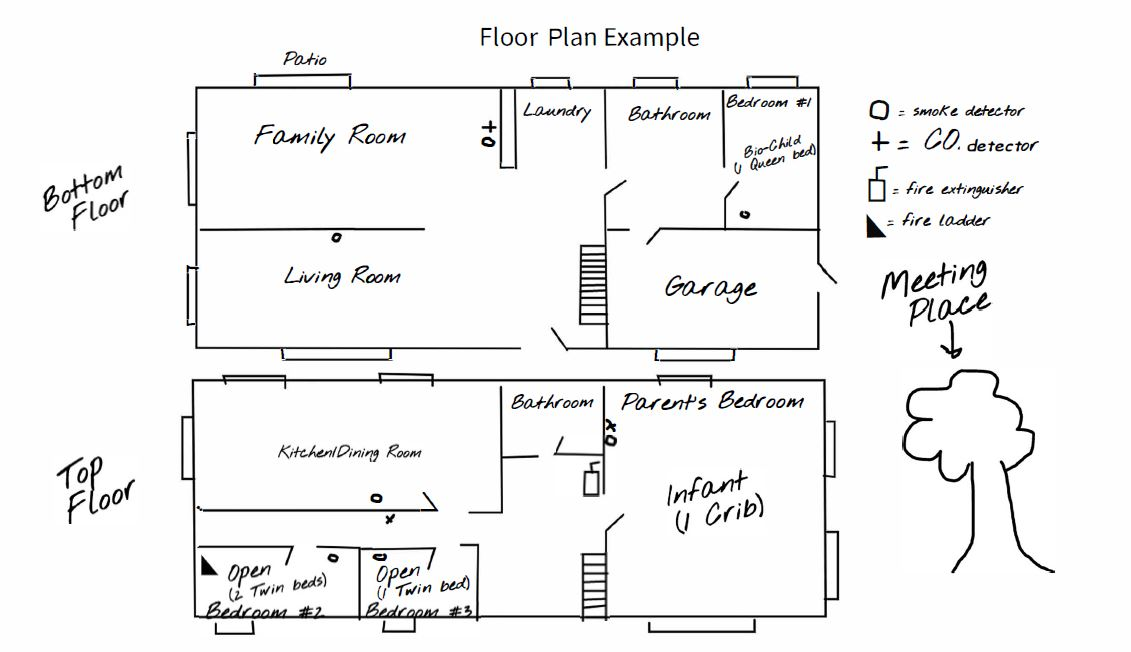 Floor Plan Example
Patio
Family Room
Laundry
Bathroom
Bedroom #1
Bio-Child
(1 Queen bed)
Bottom
Floor
Living Room
Garage
= smoke detector
+ = CO. detector
= fire extinguisher
= fire ladder
Meeting
Place
Top
Floor
Kitchen/Dining Room
Bathroom
Parent's Bedroom
Infant
(1 Crib)
Open
(2 Twin beds)
Bedroom #2
Open
(1 Twin bed)
Bedroom #3